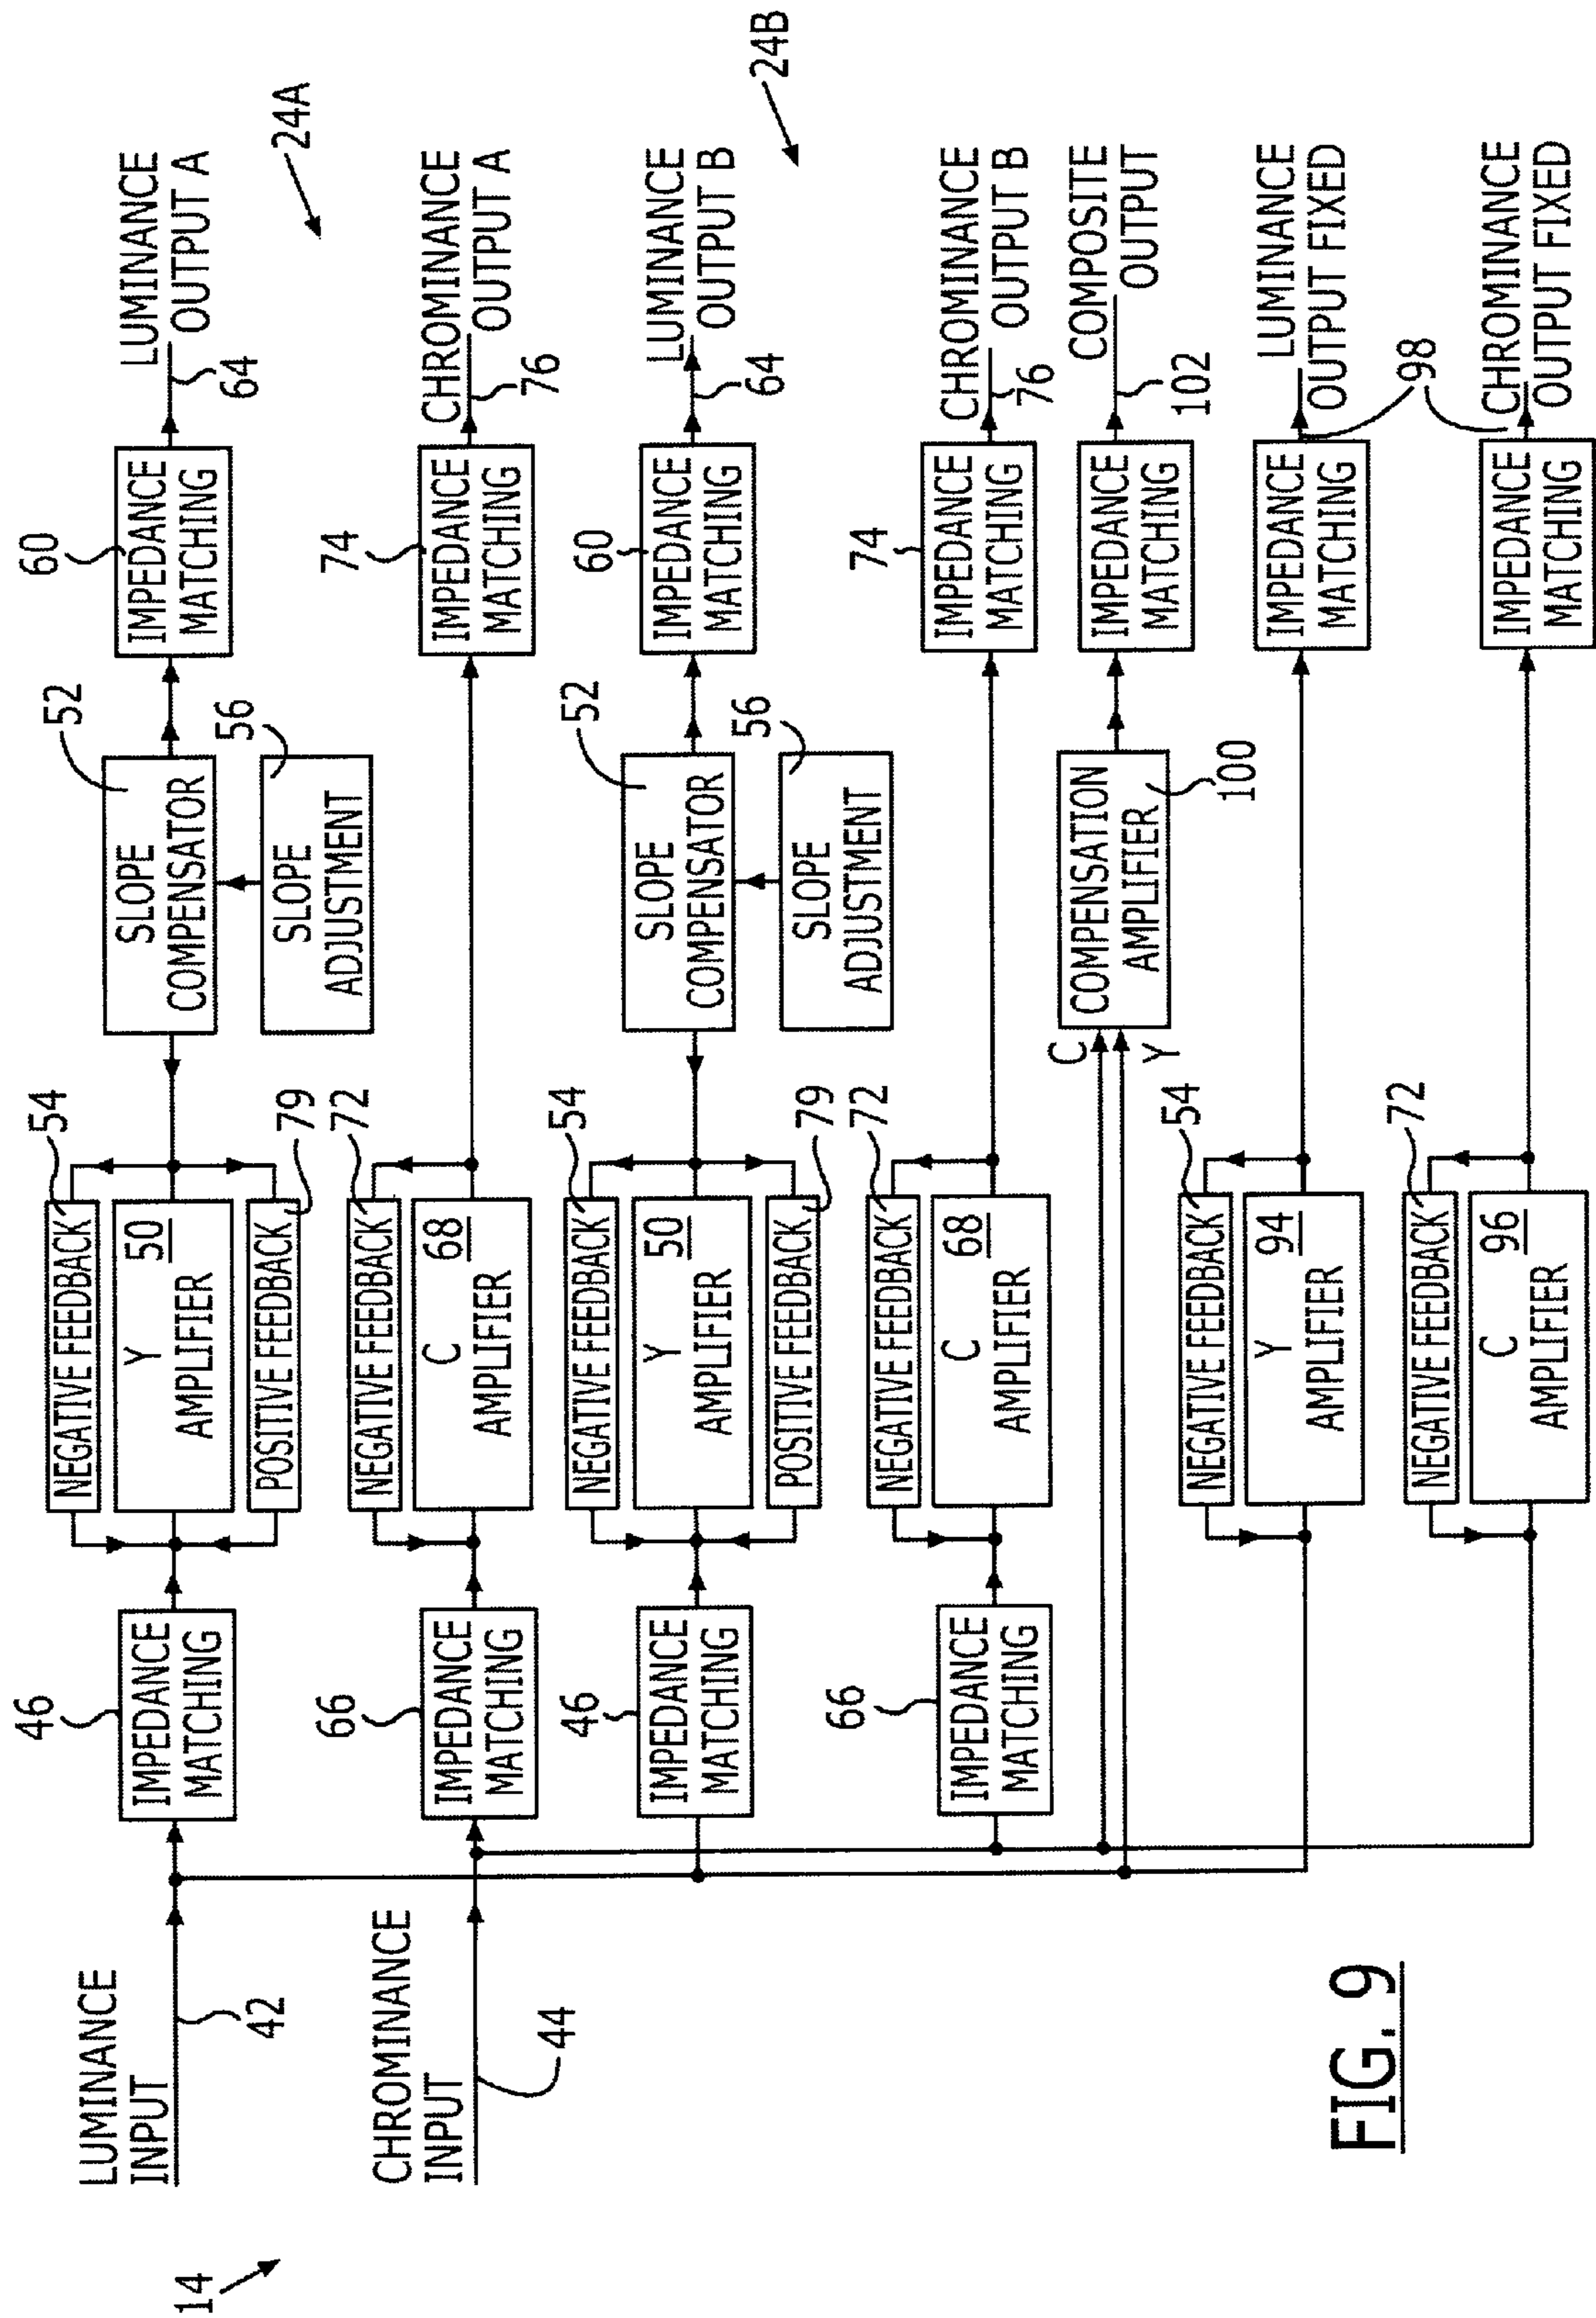 14
LUMINANCE
INPUT
42
46
IMPEDANCE
MATCHING
54
NEGATIVE FEEDBACK
Y 50
AMPLIFIER
POSITIVE FEEDBACK
79
52
SLOPE
COMPENSATOR
56
SLOPE
ADJUSTMENT
60
IMPEDANCE
MATCHING
64
LUMINANCE
OUTPUT A
24A
CHROMINANCE
INPUT
44
66
IMPEDANCE
MATCHING
72
NEGATIVE FEEDBACK
C 68
AMPLIFIER
74
IMPEDANCE
MATCHING
76
CHROMINANCE
OUTPUT A
46
IMPEDANCE
MATCHING
54
NEGATIVE FEEDBACK
Y 50
AMPLIFIER
POSITIVE FEEDBACK
79
52
SLOPE
COMPENSATOR
56
SLOPE
ADJUSTMENT
60
IMPEDANCE
MATCHING
64
LUMINANCE
OUTPUT B
24B
66
IMPEDANCE
MATCHING
72
NEGATIVE FEEDBACK
C 68
AMPLIFIER
74
IMPEDANCE
MATCHING
76
CHROMINANCE
OUTPUT B
C
Y
COMPENSATION
AMPLIFIER
100
IMPEDANCE
MATCHING
102
COMPOSITE
OUTPUT
54
NEGATIVE FEEDBACK
Y 94
AMPLIFIER
IMPEDANCE
MATCHING
LUMINANCE
OUTPUT FIXED
98
72
NEGATIVE FEEDBACK
C 96
AMPLIFIER
IMPEDANCE
MATCHING
CHROMINANCE
OUTPUT FIXED
FIG. 9